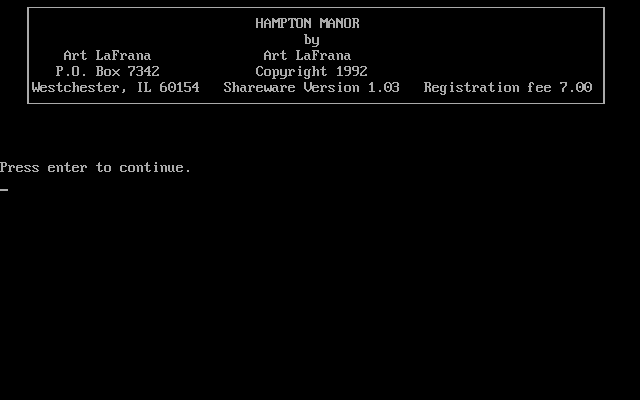 HAMPTON MANOR
by
Art LaFrana Art LaFrana
P.O. Box 7342 Copyright 1992
Westchester, IL 60154 Shareware Version 1.03 Registration fee 7.00
Press enter to continue.